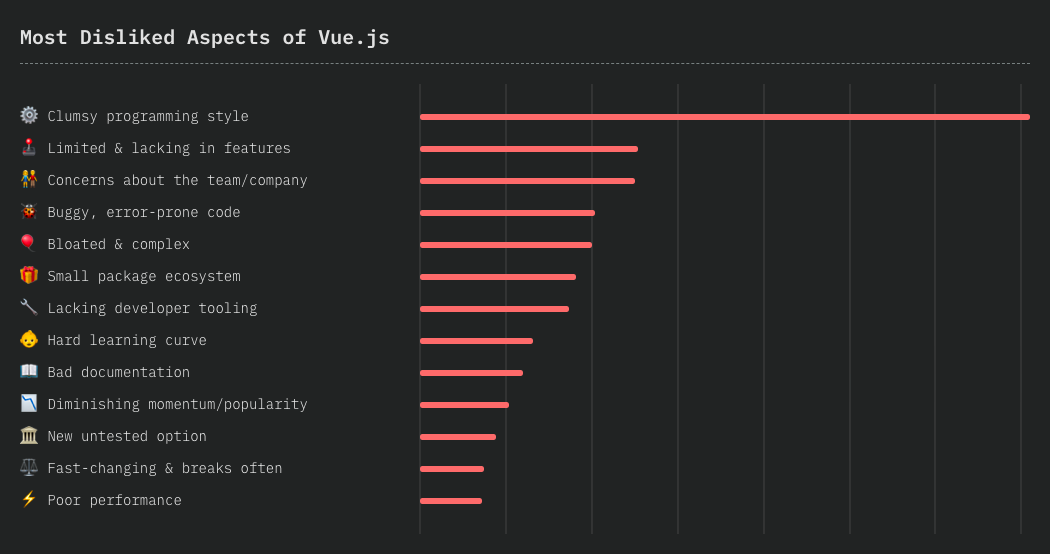 Most Disliked Aspects of Vue.js
Clumsy programming style
Limited & lacking in features
Concerns about the team/company
Buggy, error-prone code
Bloated & complex
Small package ecosystem
Lacking developer tooling
Hard learning curve
Bad documentation
Diminishing momentum/popularity
New untested option
Fast-changing & breaks often
Poor performance